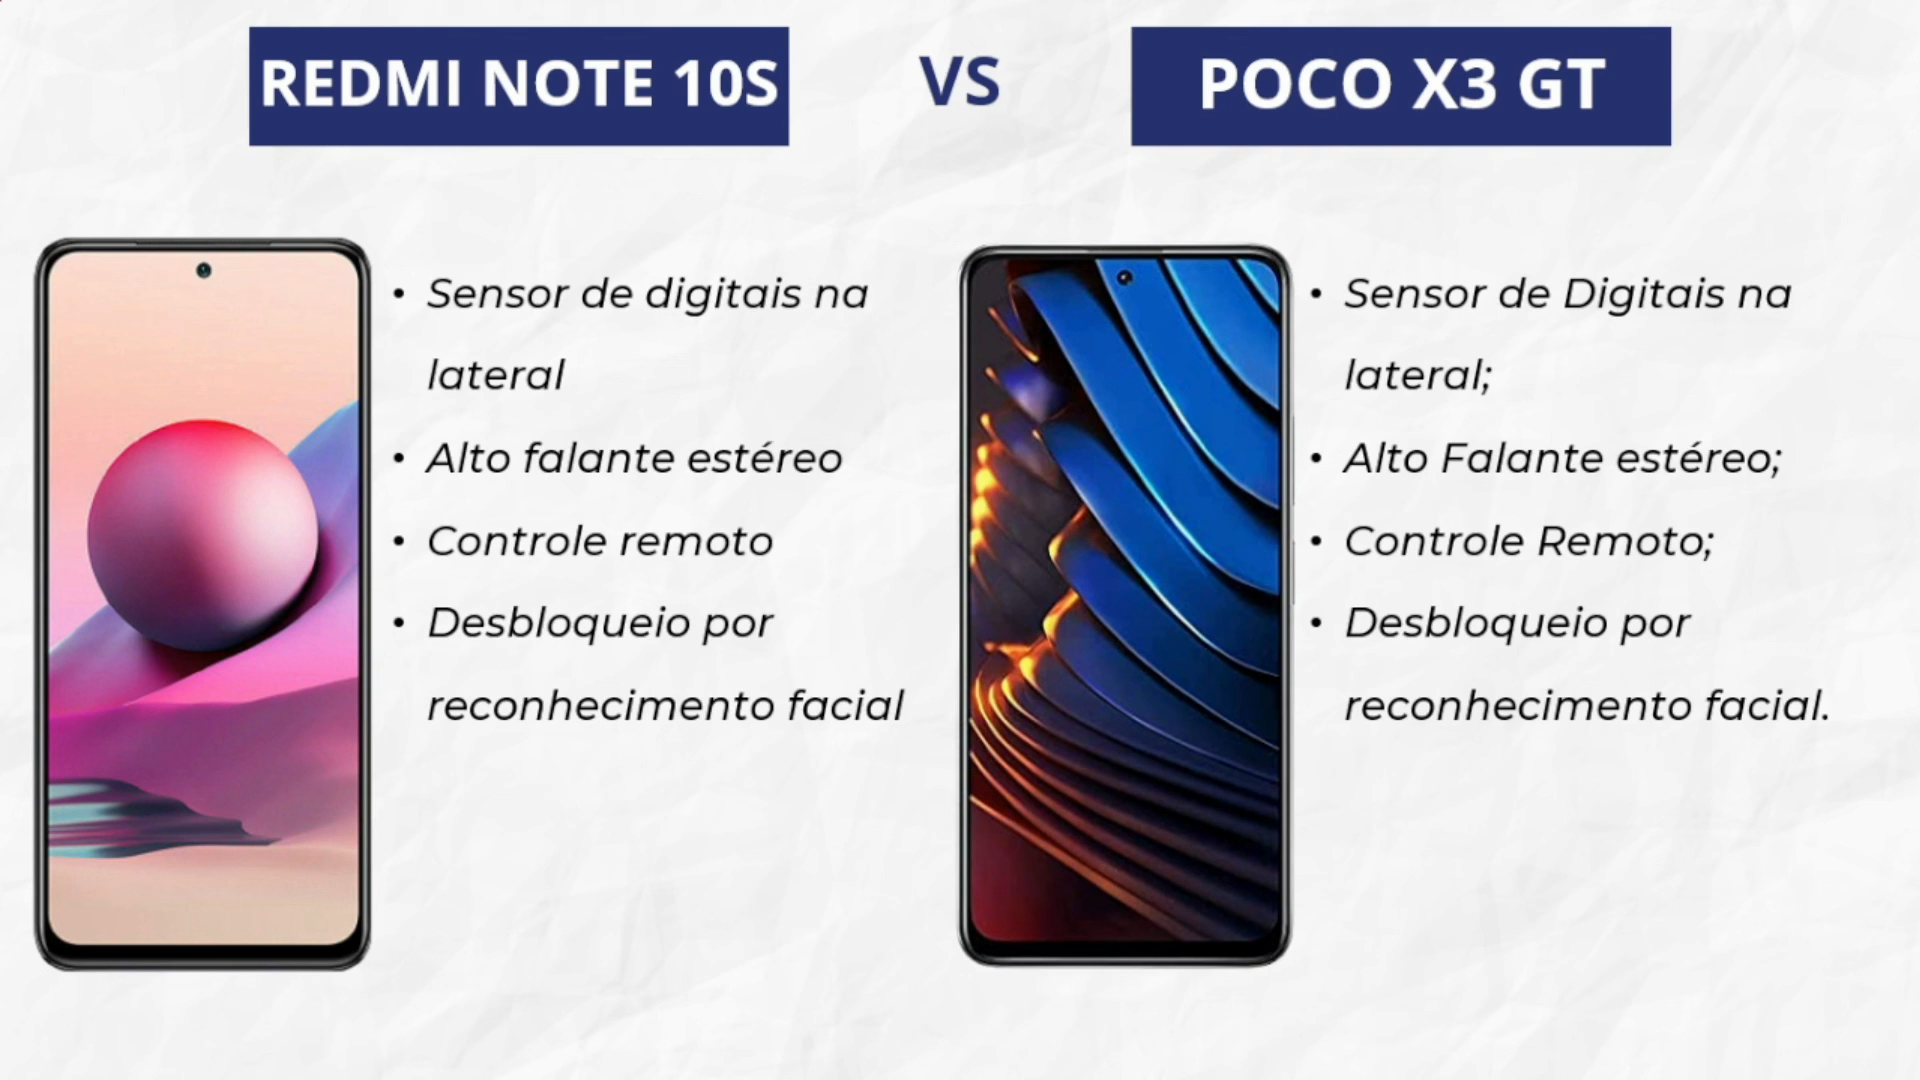 REDMI NOTE 10S
VS
POCO X3 GT
• Sensor de digitais na
lateral
• Alto falante estéreo
• Controle remoto
• Desbloqueio por
reconhecimento facial
• Sensor de Digitais na
lateral;
• Alto Falante estéreo;
• Controle Remoto;
• Desbloqueio por
reconhecimento facial.